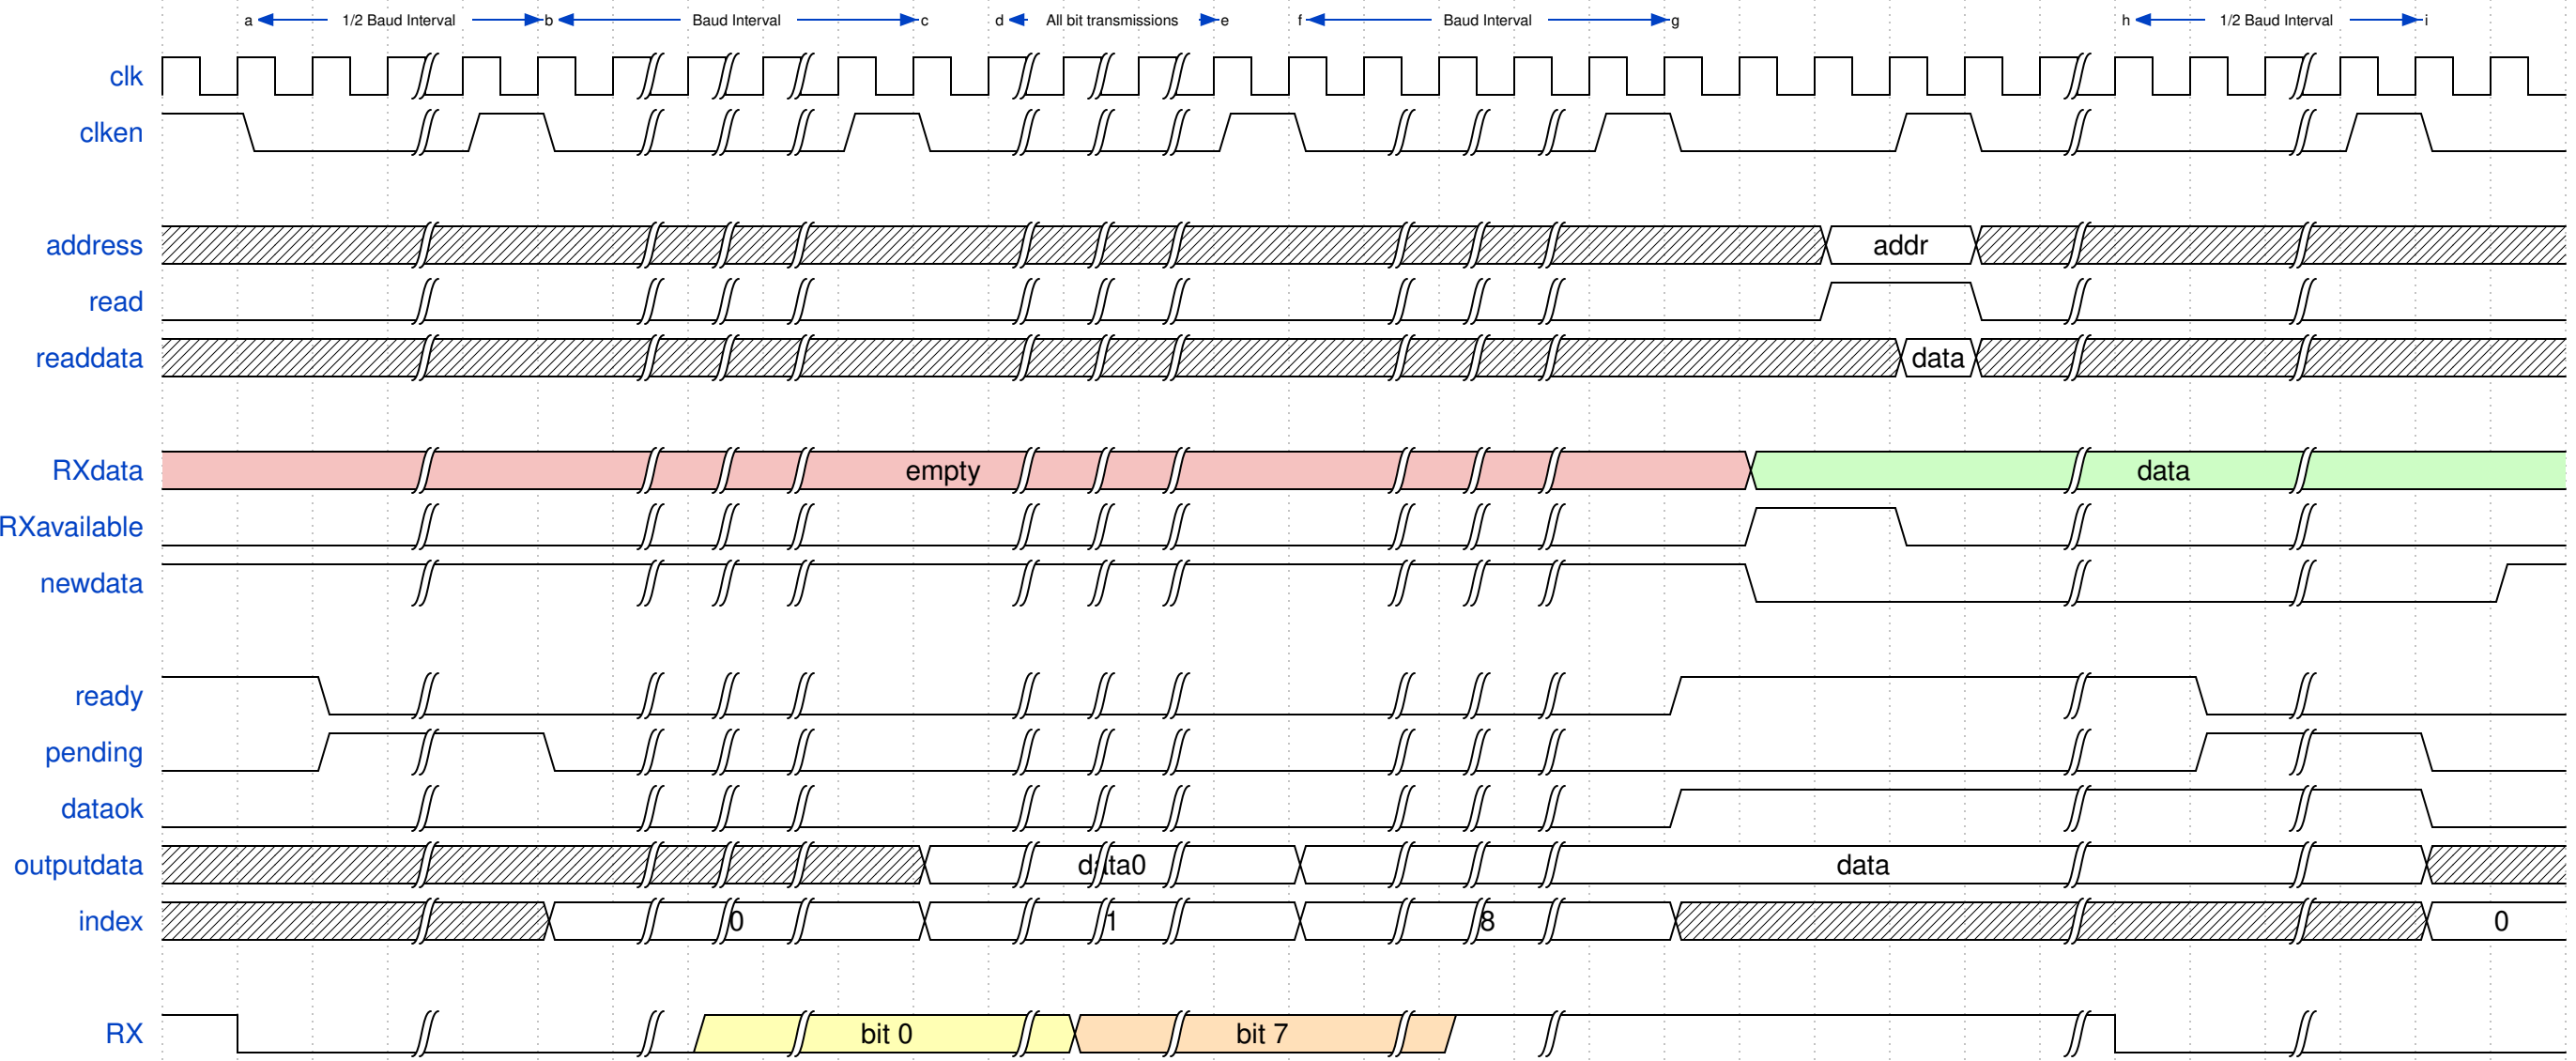 a 1/2 Baud Interval b Baud Interval c d All bit transmissions e f Baud Interval g h 1/2 Baud Interval i
clk
clken
address addr
read
readdata data
RXdata empty data
RXavailable
newdata
ready
pending
dataok
outputdata data0 data
index 0 1 8 0
RX bit 0 bit 7